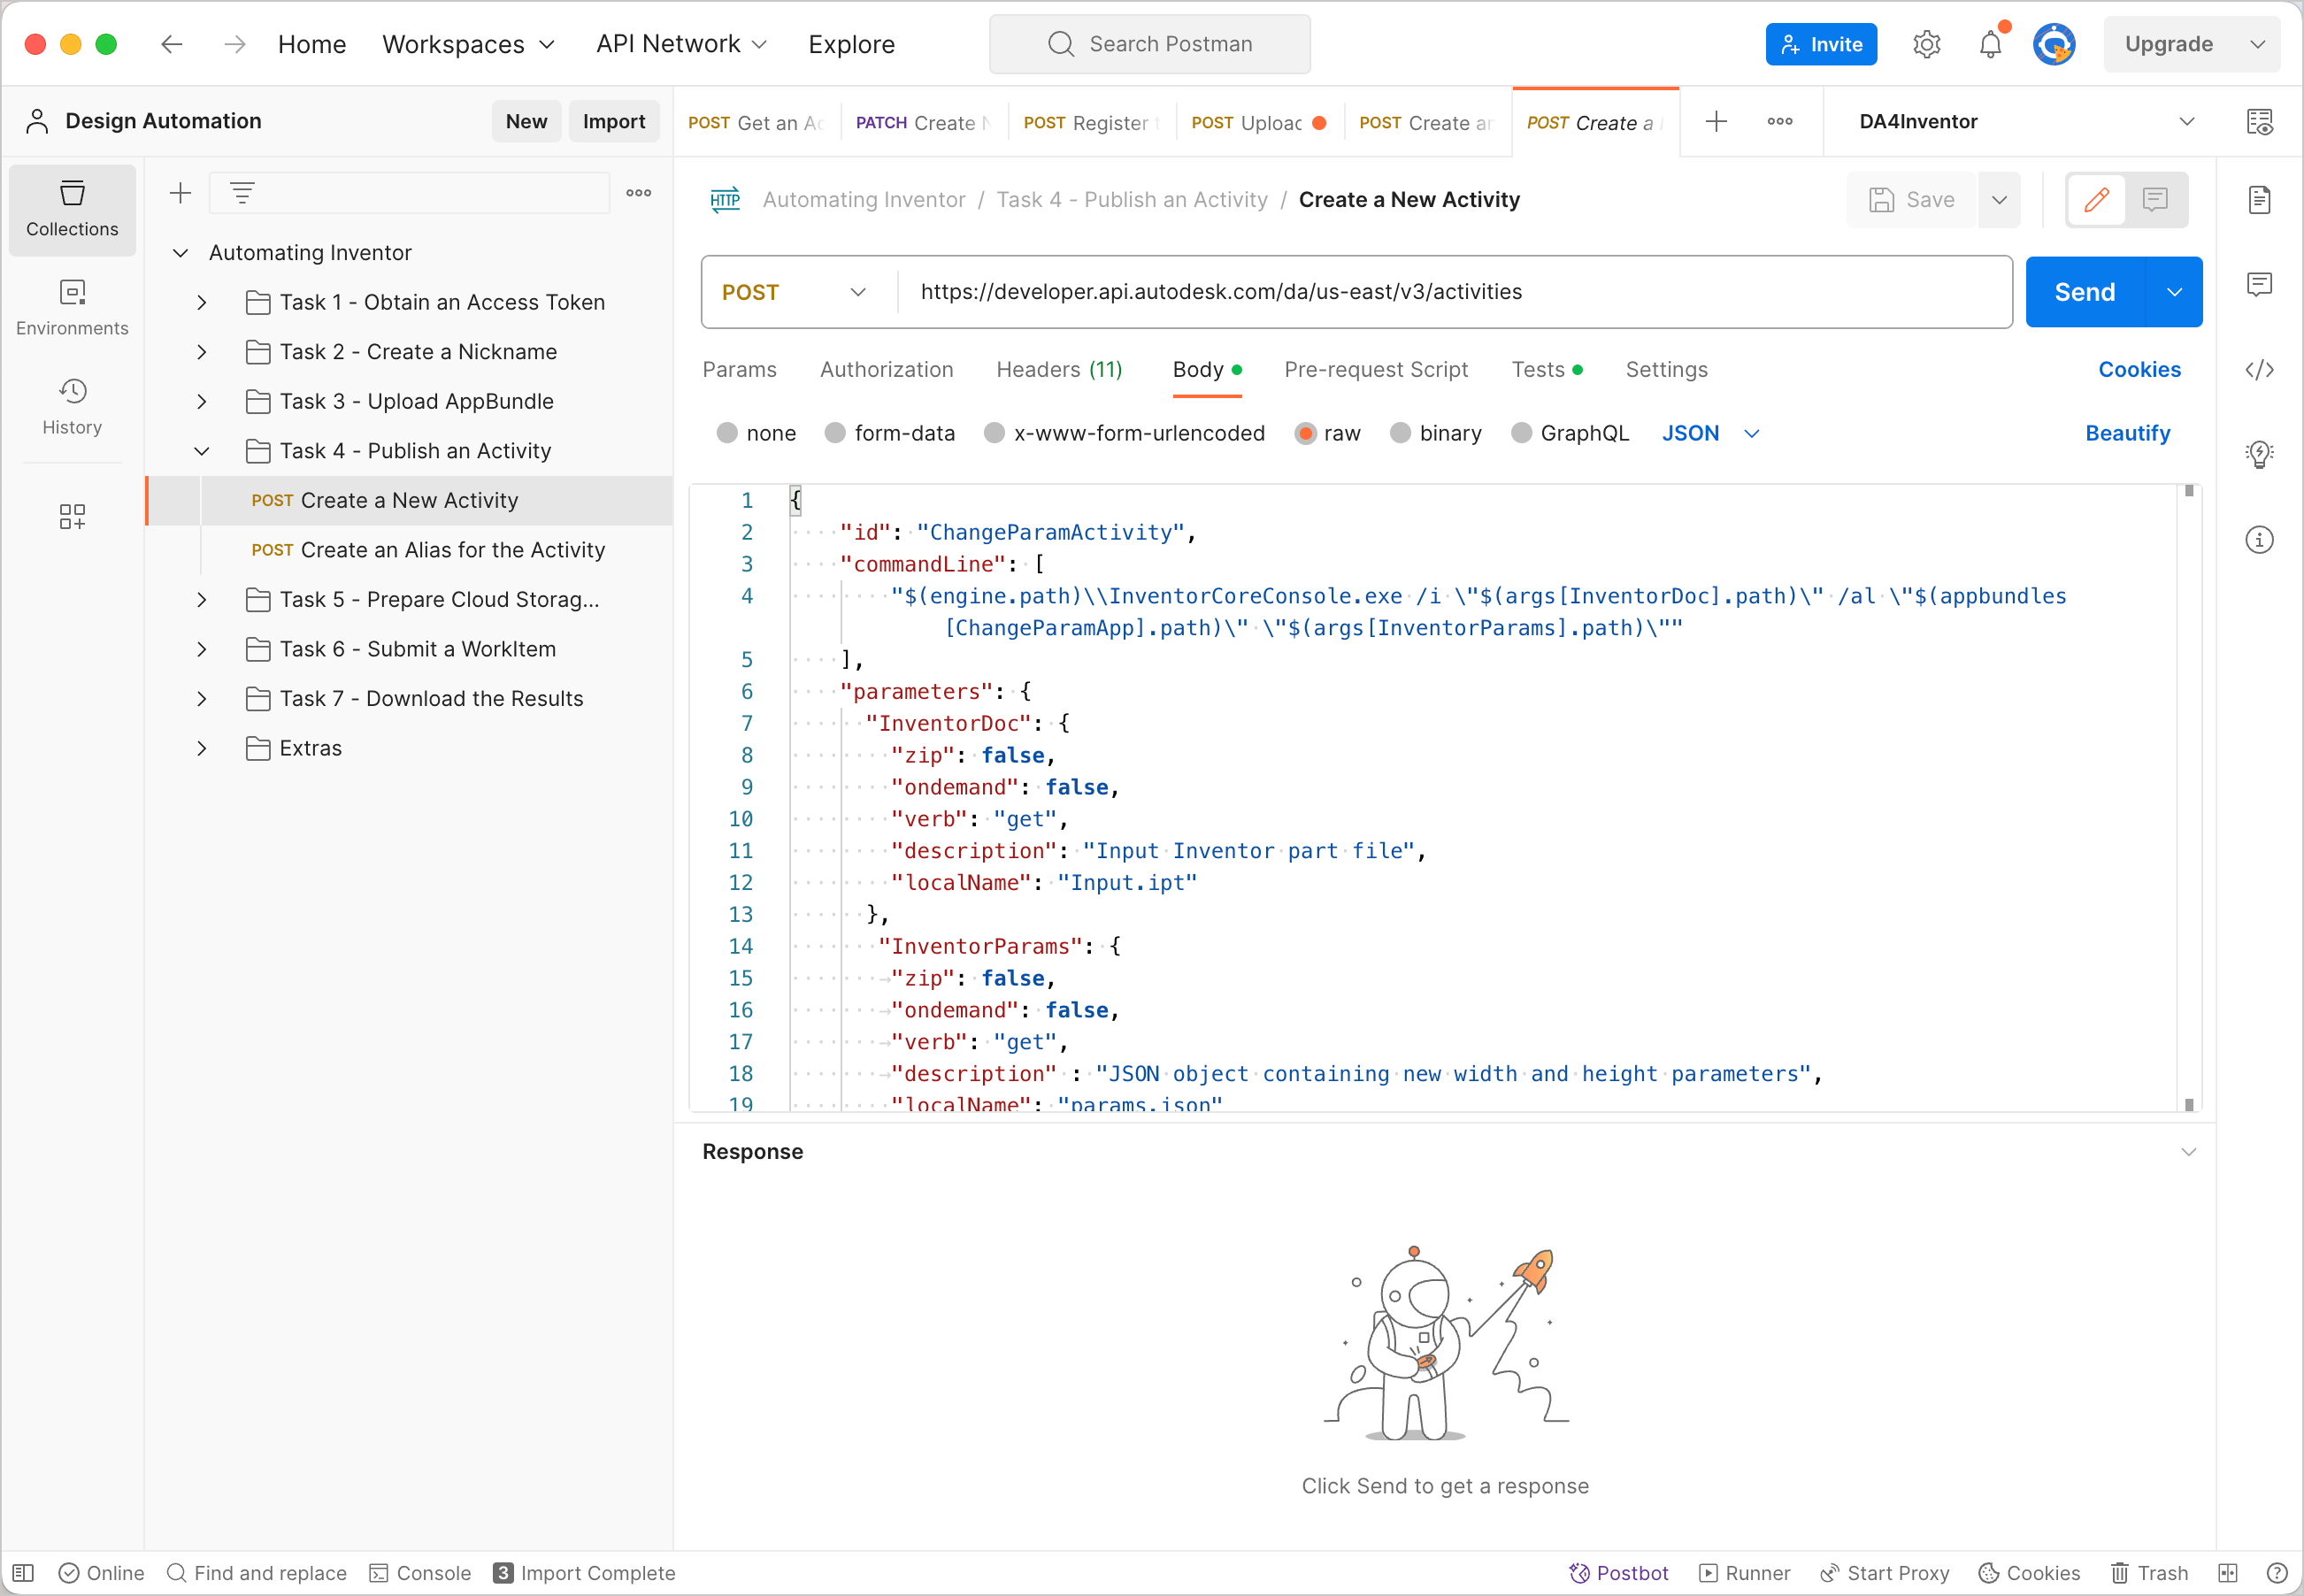 Home Workspaces API Network Explore Search Postman Invite Upgrade
Design Automation New Import
POST Get an Ac PATCH Create N POST Register t POST Upload POST Create an POST Create a
DA4Inventor
Collections
Environments
History
Automating Inventor
Task 1 - Obtain an Access Token
Task 2 - Create a Nickname
Task 3 - Upload AppBundle
Task 4 - Publish an Activity
POST Create a New Activity
POST Create an Alias for the Activity
Task 5 - Prepare Cloud Storag...
Task 6 - Submit a WorkItem
Task 7 - Download the Results
Extras
HTTP Automating Inventor / Task 4 - Publish an Activity / Create a New Activity
Save
POST https://developer.api.autodesk.com/da/us-east/v3/activities
Send
Params Authorization Headers (11) Body Pre-request Script Tests Settings Cookies
none form-data x-www-form-urlencoded raw binary GraphQL JSON Beautify
1 {
2 "id": "ChangeParamActivity",
3 "commandLine": [
4 "$(engine.path)\\InventorCoreConsole.exe /i \"$(args[InventorDoc].path)\" /al \"$(appbundles
[ChangeParamApp].path)\" \"$(args[InventorParams].path)\""
5 ],
6 "parameters": {
7 "InventorDoc": {
8 "zip": false,
9 "ondemand": false,
10 "verb": "get",
11 "description": "Input Inventor part file",
12 "localName": "Input.ipt"
13 },
14 "InventorParams": {
15 "zip": false,
16 "ondemand": false,
17 "verb": "get",
18 "description" : "JSON object containing new width and height parameters",
19 "localName": "params.json"
Response
Click Send to get a response
Online Find and replace Console 3 Import Complete
Postbot Runner Start Proxy Cookies Trash